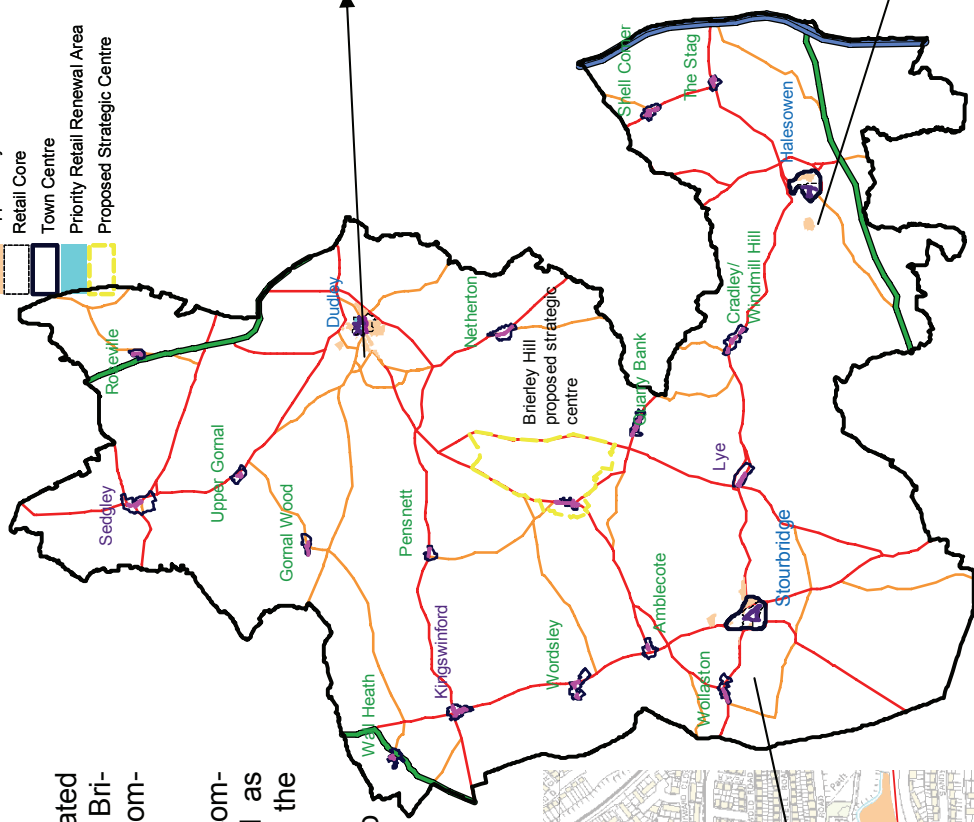 Retail Core
Town Centre
Priority Retail Renewal Area
Proposed Strategic Centre
ated
Bri-
om-
om-
l as
the
Shell Corner
The Stag
Halesowen
Cradley/
Windmill Hill
Roseville
Dudley
Netherton
Brierley Hill
proposed strategic
centre
Quarry Bank
Lye
Sedgley
Upper Gornal
Gornal Wood
Pensnett
Stourbridge
Amblecote
Kingswinford
Wordsley
Wall Heath
Wollaston
Path